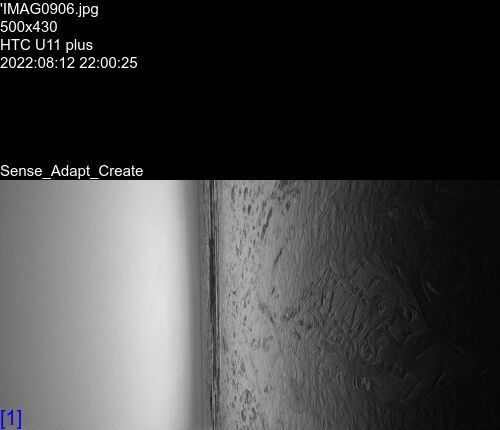 'IMAG0906.jpg
500x430
HTC U11 plus
2022:08:12 22:00:25
Sense_Adapt_Create
[1]